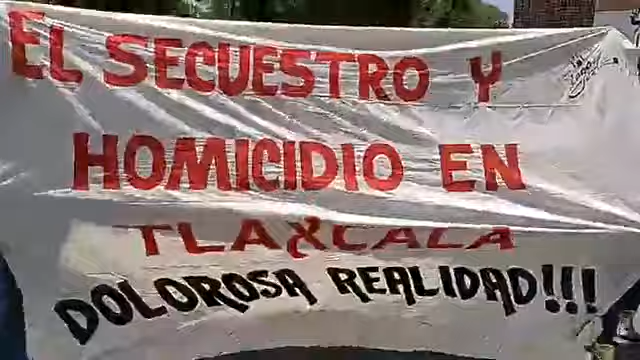 EL SECUESTRO Y
HOMICIDIO EN
TLAXCALA
DOLOROSA REALIDAD!!!